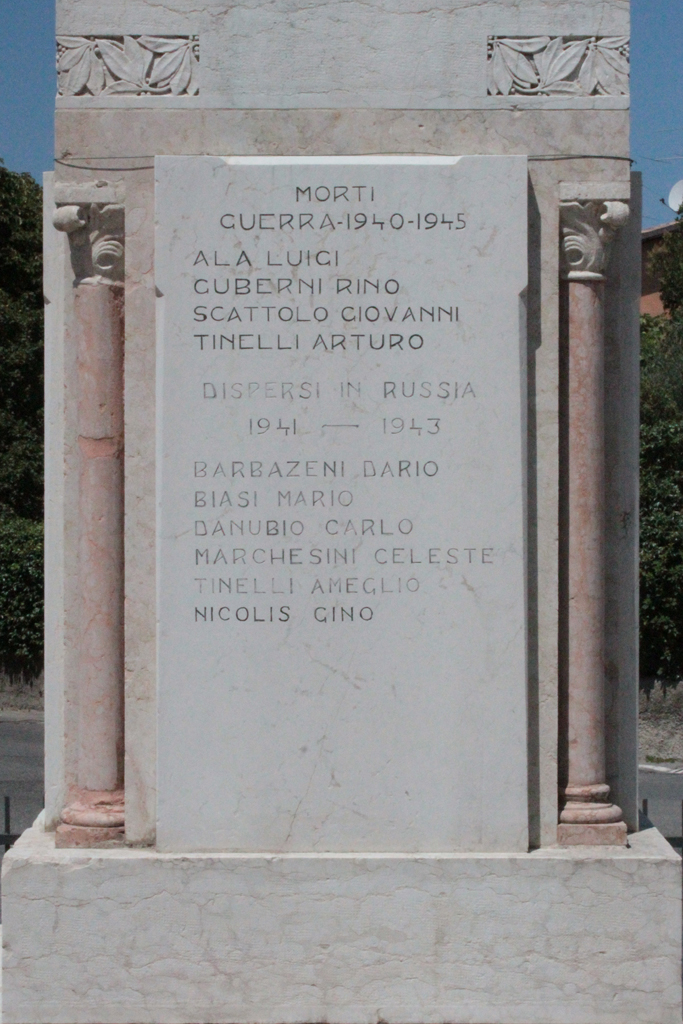 MORTI
GUERRA-1940-1945
ALA LUIGI
GUBERNI RINO
SCATTOLO GIOVANNI
TINELLI ARTURO
DISPERSI IN RUSSIA
1941 — 1943
BARBAZENI DARIO
BIASI MARIO
DANUBIO CARLO
MARCHESINI CELESTE
TINELLI AMEGLIO
NICOLIS GINO